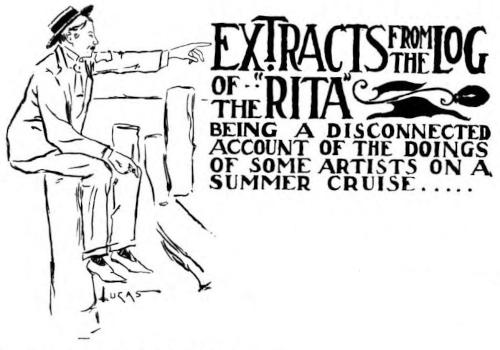 EXTRACTS FROM THE LOG
OF THE "RITA"
BEING A DISCONNECTED
ACCOUNT OF THE DOINGS
OF SOME ARTISTS ON A
SUMMER CRUISE.....
LUCAS